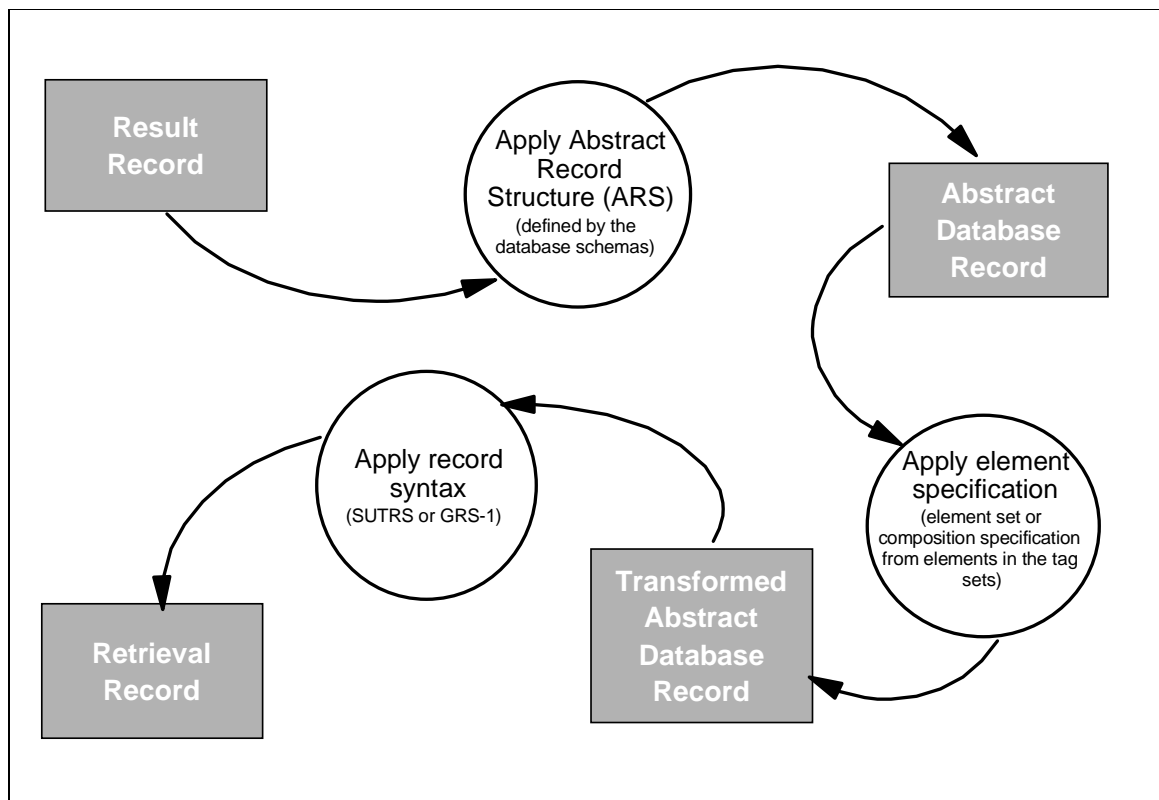 Result
Record
Apply Abstract
Record
Structure (ARS)
(defined by the
database schemas)
Abstract
Database
Record
Apply element
specification
(element set or
composition specification
from elements in the tag
sets)
Transformed
Abstract
Database
Record
Apply record
syntax
(SUTRS or GRS-1)
Retrieval
Record